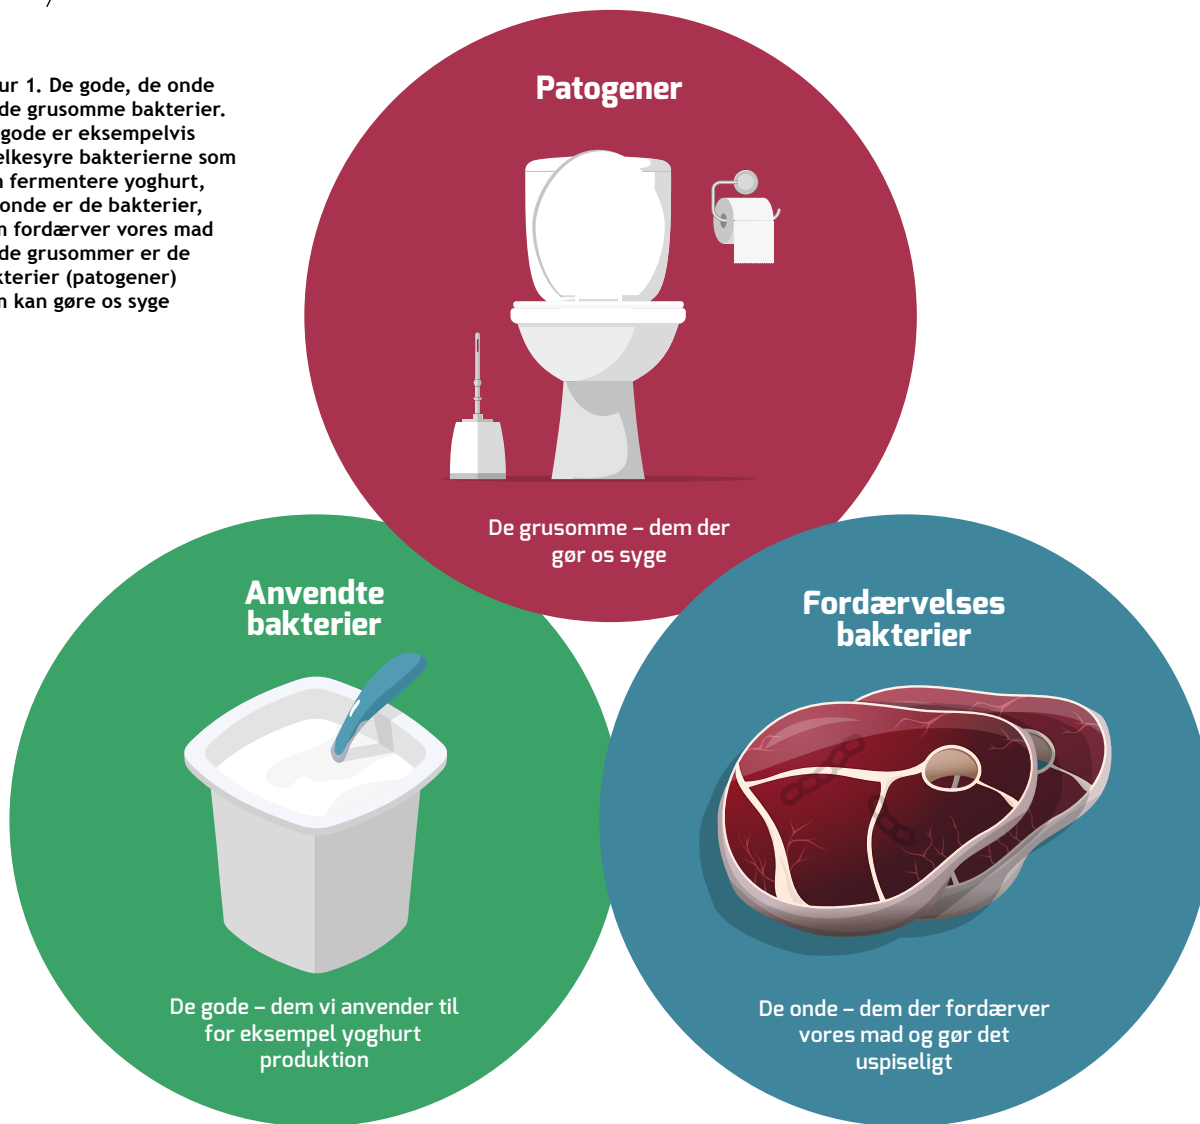 ur 1. De gode, de onde
de grusomme bakterier.
gode er eksempelvis
elkesyre bakterierne som
fermentere yoghurt,
onde er de bakterier,
fordærver vores mad
de grusommer er de
kterier (patogener)
kan gøre os syge
Patogener
De grusomme – dem der
gør os syge
Anvendte
bakterier
De gode – dem vi anvender til
for eksempel yoghurt
produktion
Fordærvelses
bakterier
De onde – dem der fordærver
vores mad og gør det
uspiseligt